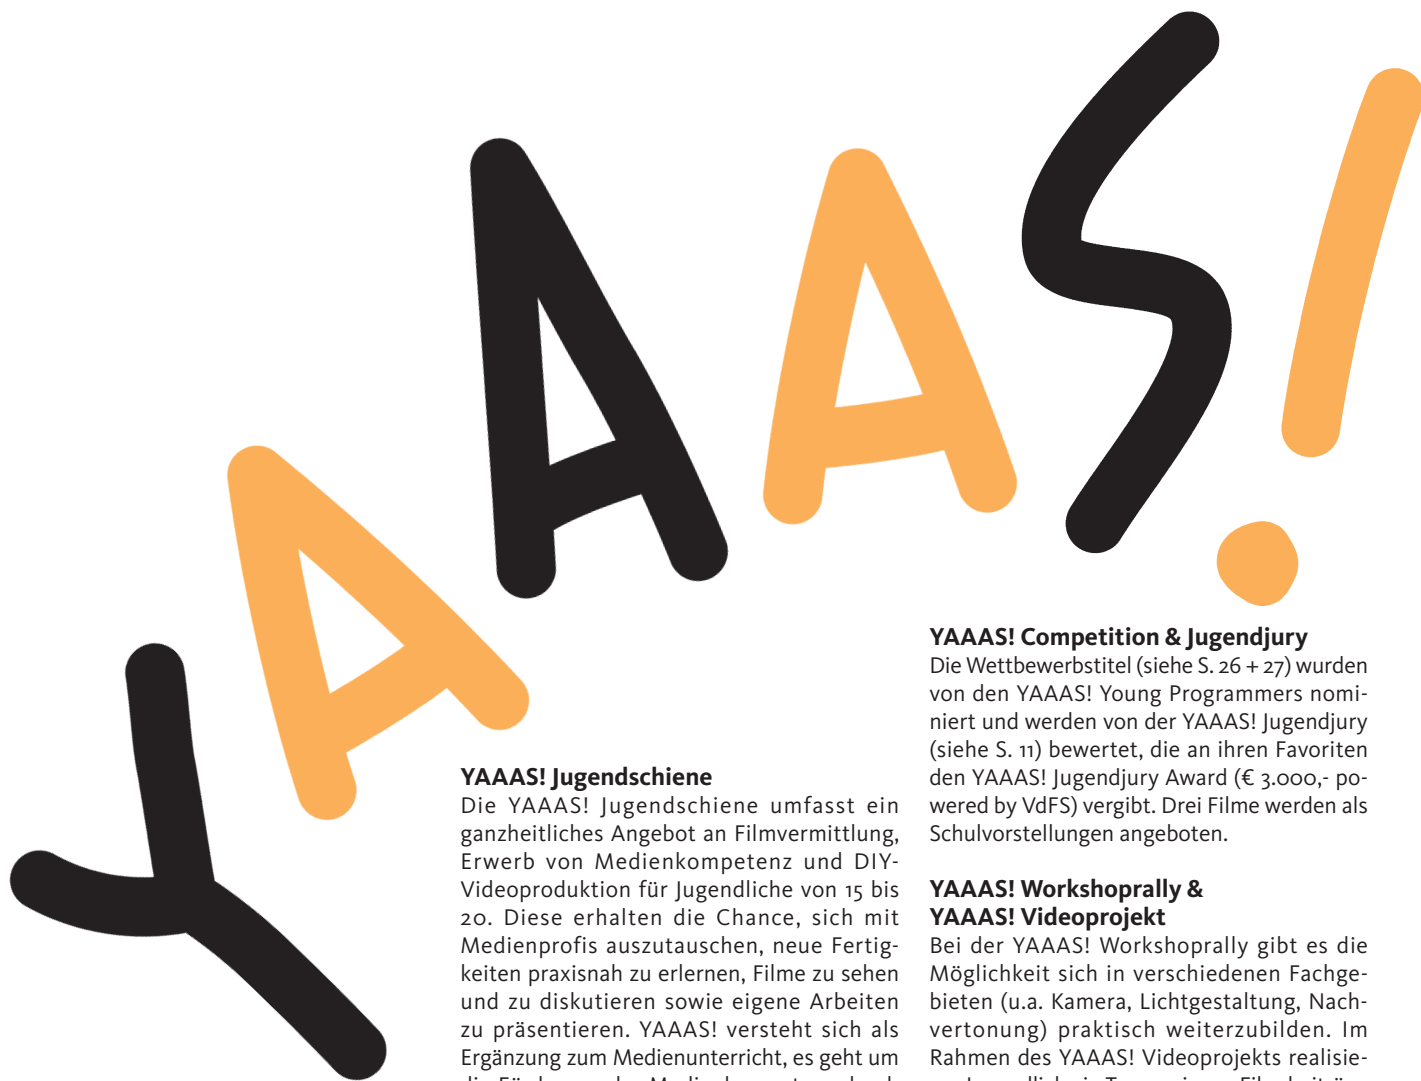 YAAAS!
YAAAS! Jugendschiene
Die YAAAS! Jugendschiene umfasst ein
ganzheitliches Angebot an Filmvermittlung,
Erwerb von Medienkompetenz und DIY-
Videoproduktion für Jugendliche von 15 bis
20. Diese erhalten die Chance, sich mit
Medienprofis auszutauschen, neue Fertig-
keiten praxisnah zu erlernen, Filme zu sehen
und zu diskutieren sowie eigene Arbeiten
zu präsentieren. YAAAS! versteht sich als
Ergänzung zum Medienunterricht, es geht um
YAAAS! Competition & Jugendjury
Die Wettbewerbstitel (siehe S. 26 + 27) wurden
von den YAAAS! Young Programmers nomi-
niert und werden von der YAAAS! Jugendjury
(siehe S. 11) bewertet, die an ihren Favoriten
den YAAAS! Jugendjury Award (€ 3.000,- po-
wered by VdFS) vergibt. Drei Filme werden als
Schulvorstellungen angeboten.
YAAAS! Workshoprally &
YAAAS! Videoprojekt
Bei der YAAAS! Workshoprally gibt es die
Möglichkeit sich in verschiedenen Fachge-
bieten (u.a. Kamera, Lichtgestaltung, Nach-
vertonung) praktisch weiterzubilden. Im
Rahmen des YAAAS! Videoprojekts realisie-